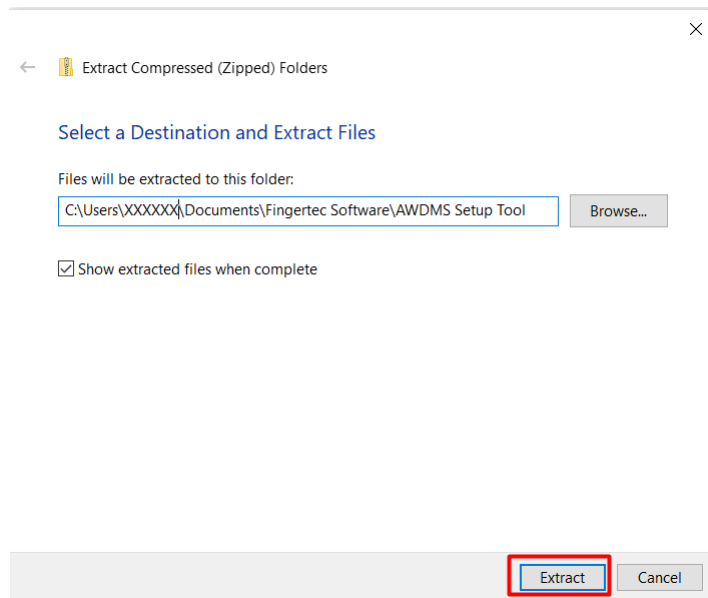 Extract Compressed (Zipped) Folders
Select a Destination and Extract Files
Files will be extracted to this folder:
C:\Users\XXXXXX\Documents\Fingertec Software\AWDMS Setup Tool
Browse...
Show extracted files when complete
Extract
Cancel